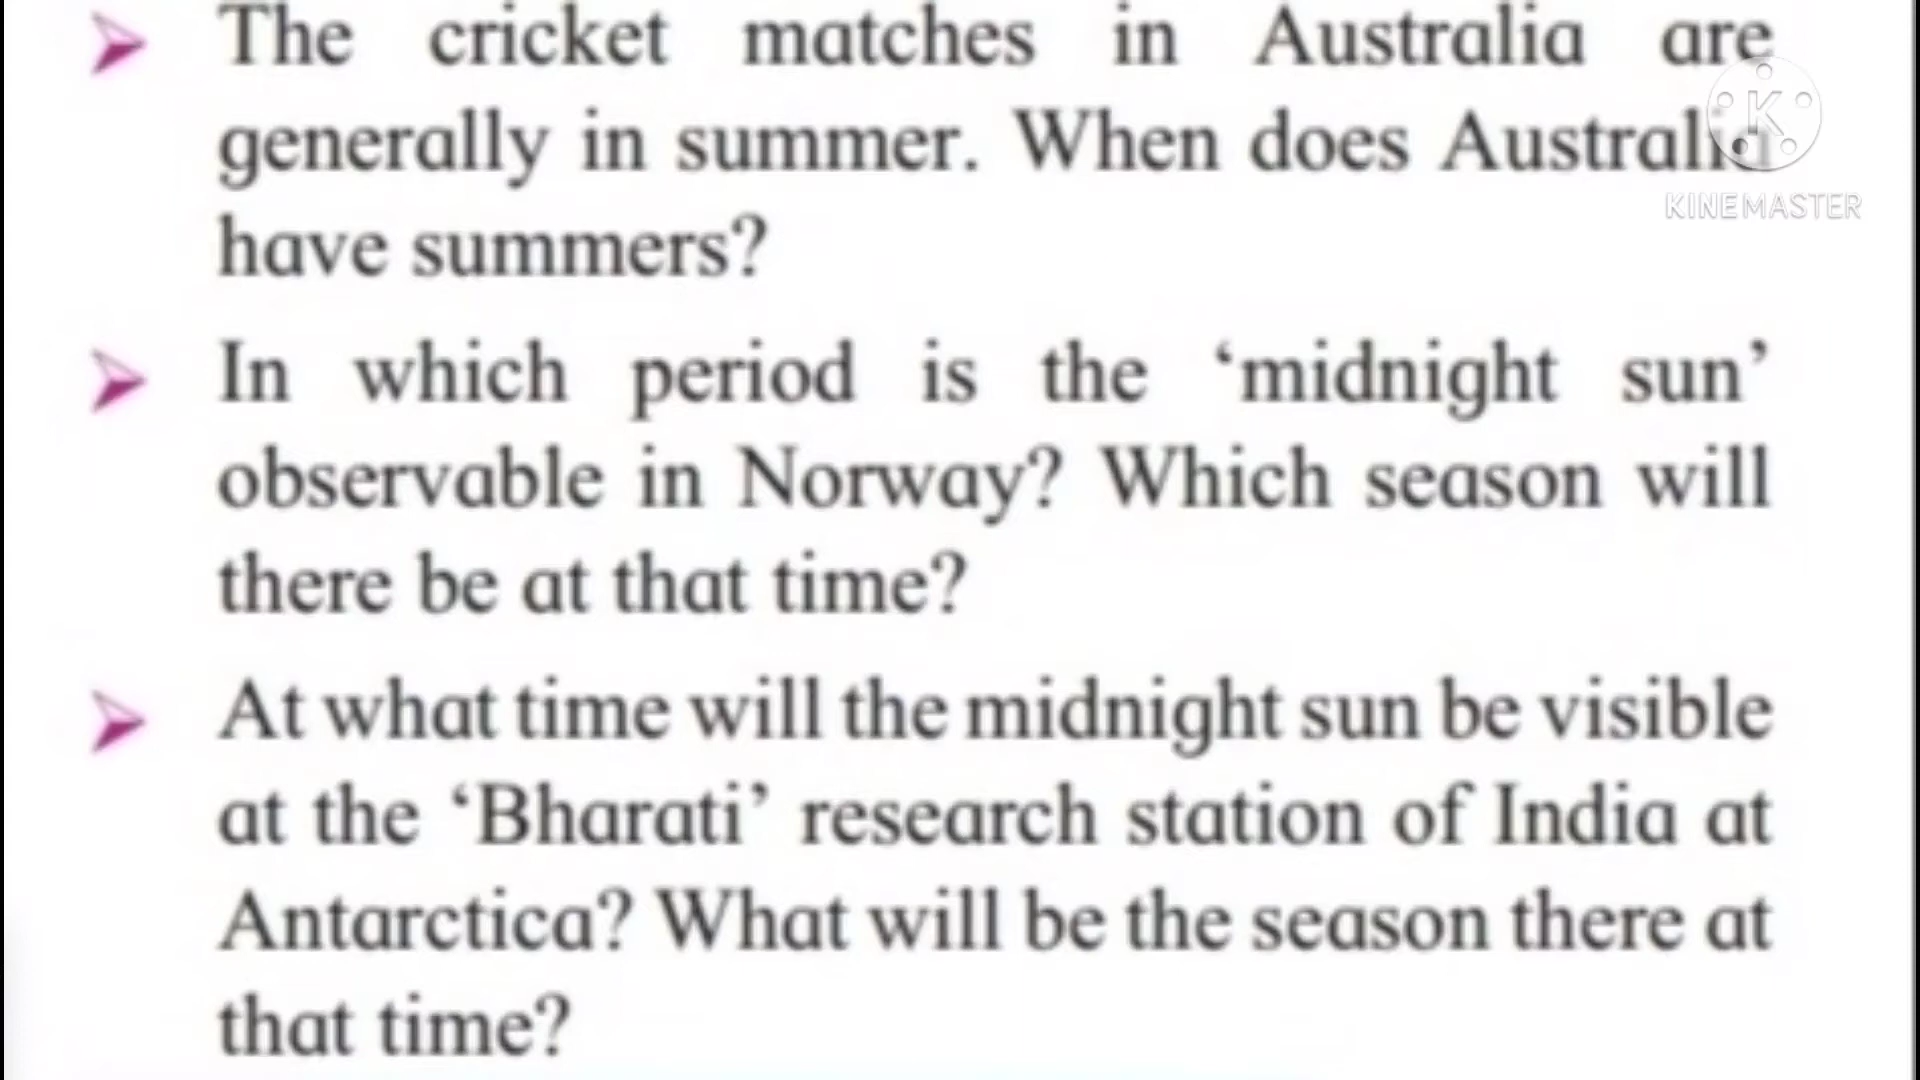 The cricket matches in Australia are
generally in summer. When does Australia
have summers?
In which period is the ‘midnight sun’
observable in Norway? Which season will
there be at that time?
At what time will the midnight sun be visible
at the ‘Bharati’ research station of India at
Antarctica? What will be the season there at
that time?
K
KINEMASTER